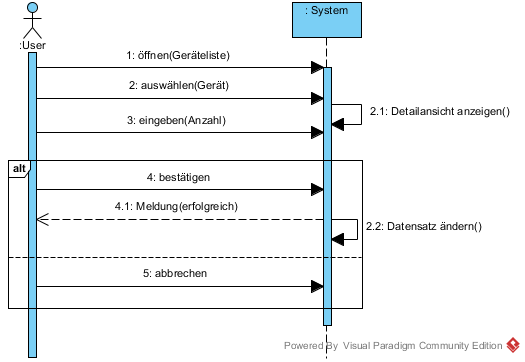 : System
:User
1: öffnen(Geräteliste)
2: auswählen(Gerät)
2.1: Detailansicht anzeigen()
3: eingeben(Anzahl)
alt
4: bestätigen
4.1: Meldung(erfolgreich)
2.2: Datensatz ändern()
5: abbrechen
Powered By Visual Paradigm Community Edition